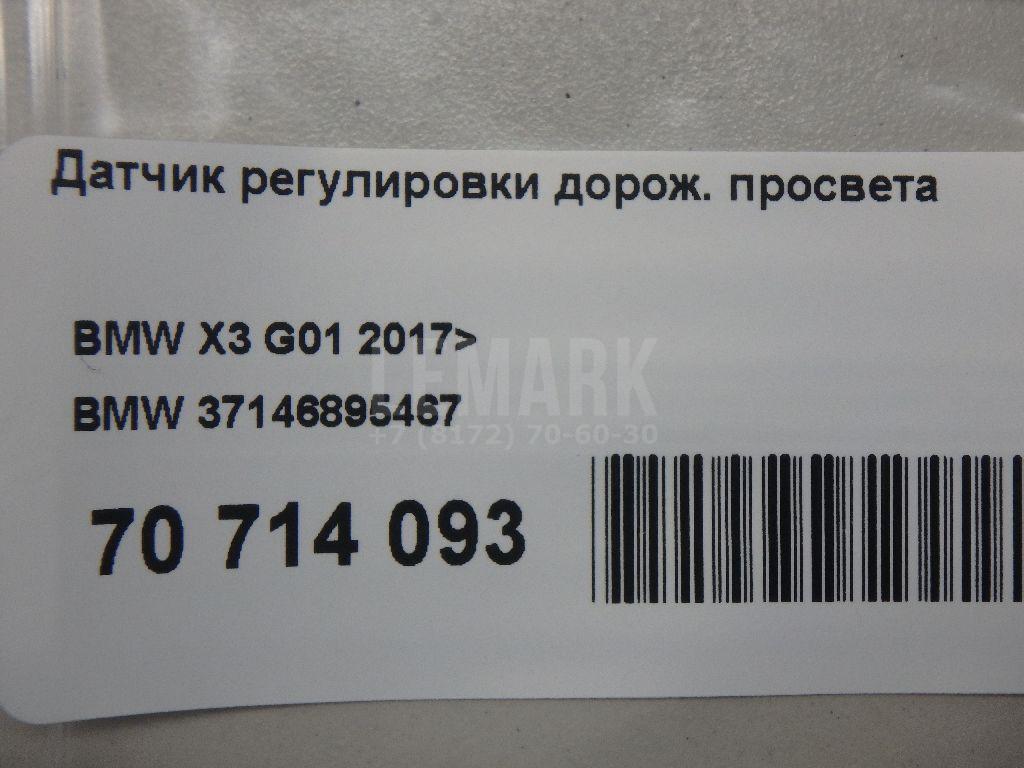 Датчик регулировки дорож. просвета
BMW X3 G01 2017>
LEMARK
BMW 37146895467
+7 (8172) 70-60-30
70 714 093